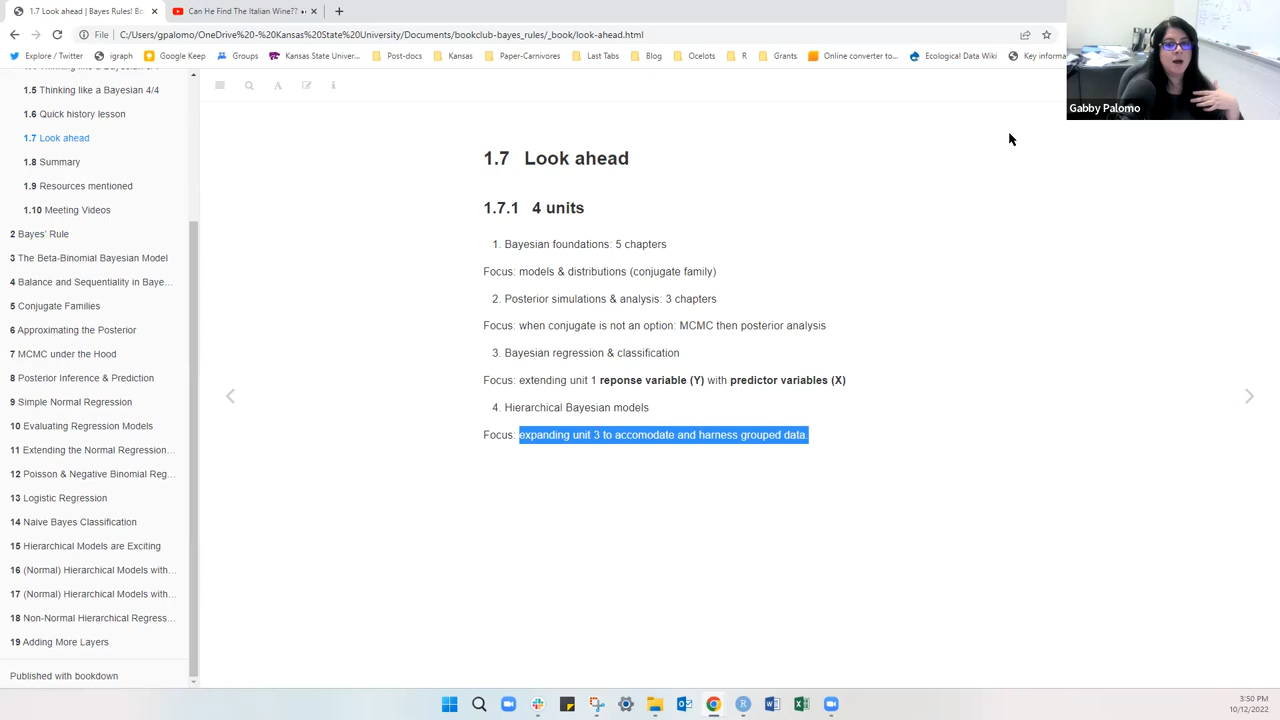 1.7 Look ahead | Bayes Rules! Bo
Can He Find The Italian Wine??
File
C:/Users/gpalomo/OneDrive%20-%20Kansas%20State%20University/Documents/bookclub-bayes_rules/_book/look-ahead.html
Explore / Twitter
igraph
Google Keep
Groups
Kansas State Univer...
Post-docs
Kansas
Paper-Carnivores
Last Tabs
Blog
Ocelots
R
Grants
Online converter to...
Ecological Data Wiki
Key informa
Gabby Palomo
1.5 Thinking like a Bayesian 4/4
1.6 Quick history lesson
1.7 Look ahead
1.8 Summary
1.9 Resources mentioned
1.10 Meeting Videos
2 Bayes' Rule
3 The Beta-Binomial Bayesian Model
4 Balance and Sequentiality in Baye...
5 Conjugate Families
6 Approximating the Posterior
7 MCMC under the Hood
8 Posterior Inference & Prediction
9 Simple Normal Regression
10 Evaluating Regression Models
11 Extending the Normal Regression...
12 Poisson & Negative Binomial Reg...
13 Logistic Regression
14 Naive Bayes Classification
15 Hierarchical Models are Exciting
16 (Normal) Hierarchical Models with...
17 (Normal) Hierarchical Models with...
18 Non-Normal Hierarchical Regress...
19 Adding More Layers
Published with bookdown
1.7 Look ahead
1.7.1 4 units
1. Bayesian foundations: 5 chapters
Focus: models & distributions (conjugate family)
2. Posterior simulations & analysis: 3 chapters
Focus: when conjugate is not an option: MCMC then posterior analysis
3. Bayesian regression & classification
Focus: extending unit 1 reponse variable (Y) with predictor variables (X)
4. Hierarchical Bayesian models
Focus: expanding unit 3 to accomodate and harness grouped data.
3:50 PM
10/12/2022